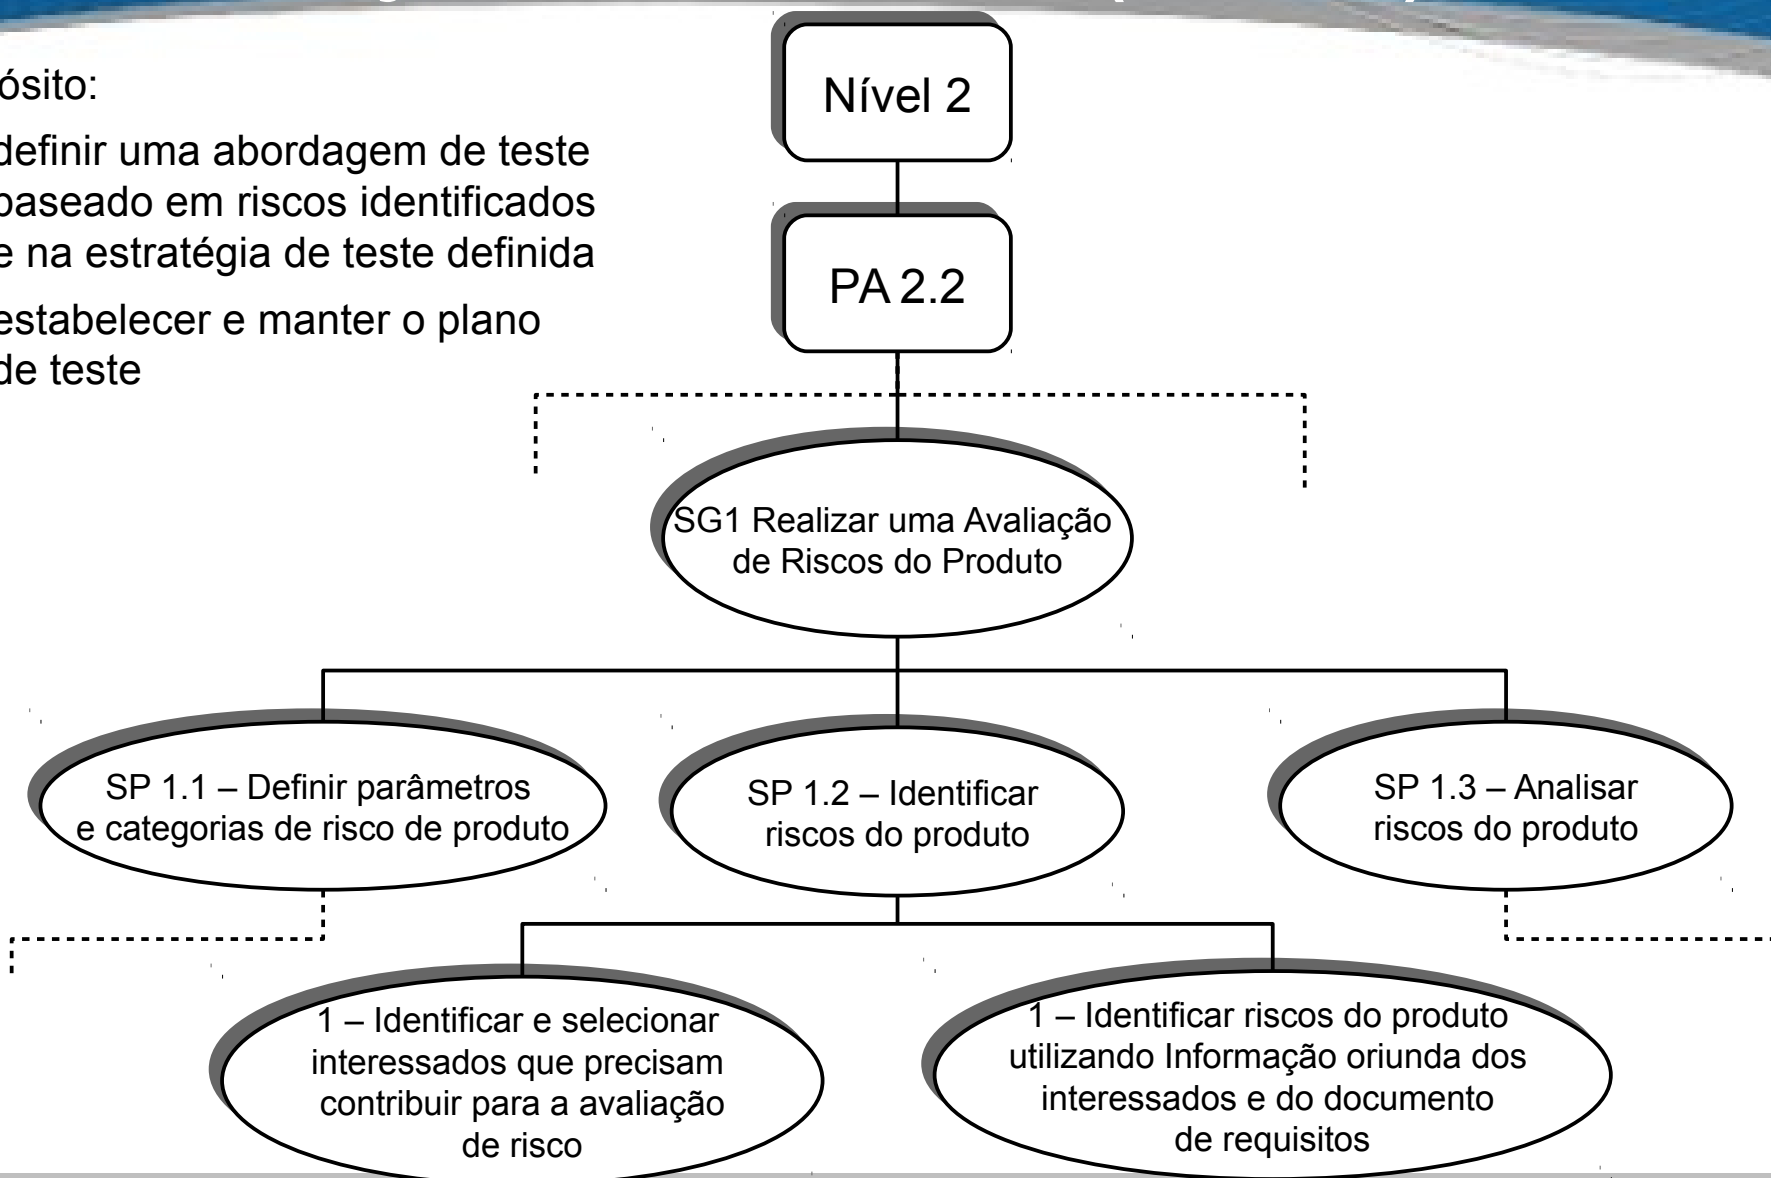 ósito:
definir uma abordagem de teste
baseado em riscos identificados
e na estratégia de teste definida
estabelecer e manter o plano
de teste
Nível 2
PA 2.2
SG1 Realizar uma Avaliação
de Riscos do Produto
SP 1.1 – Definir parâmetros
e categorias de risco de produto
SP 1.2 – Identificar
riscos do produto
SP 1.3 – Analisar
riscos do produto
1 – Identificar e selecionar
interessados que precisam
contribuir para a avaliação
de risco
1 – Identificar riscos do produto
utilizando Informação oriunda dos
interessados e do documento
de requisitos